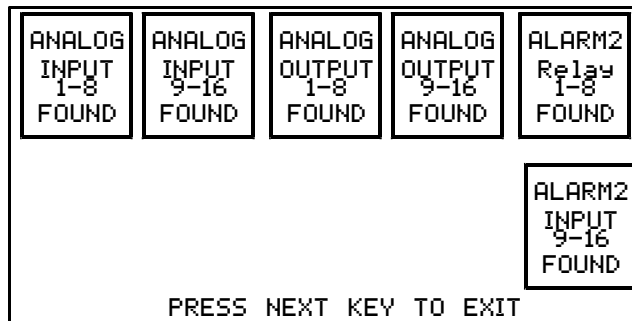 ANALOG
INPUT
1-8
FOUND
ANALOG
INPUT
9-16
FOUND
ANALOG
OUTPUT
1-8
FOUND
ANALOG
OUTPUT
9-16
FOUND
ALARM2
Relay
1-8
FOUND
ALARM2
INPUT
9-16
FOUND
PRESS NEXT KEY TO EXIT